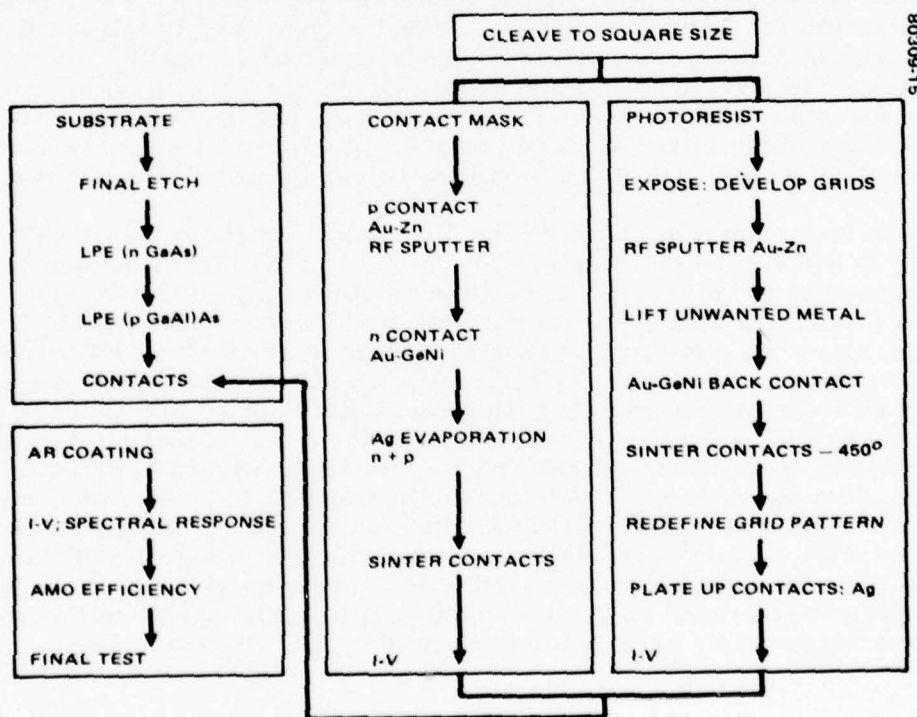 CLEAVE TO SQUARE SIZE
SUBSTRATE
FINAL ETCH
LPE (n GaAs)
LPE (p GaAl)As
CONTACTS
AR COATING
I-V; SPECTRAL RESPONSE
AMO EFFICIENCY
FINAL TEST
CONTACT MASK
p CONTACT
Au-Zn
RF SPUTTER
n CONTACT
Au-GeNi
Ag EVAPORATION
n + p
SINTER CONTACTS
I-V
PHOTORESIST
EXPOSE: DEVELOP GRIDS
RF SPUTTER Au-Zn
LIFT UNWANTED METAL
Au-GeNi BACK CONTACT
SINTER CONTACTS — 450⁰
REDEFINE GRID PATTERN
PLATE UP CONTACTS: Ag
I-V